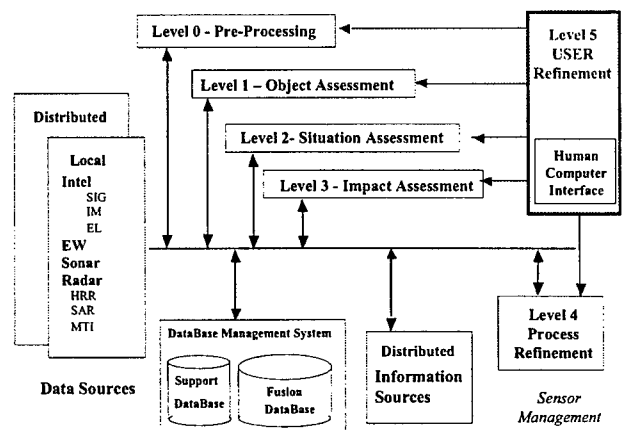 Level 0 - Pre-Processing
Level 5
USER
Refinement
Level 1 – Object Assessment
Distributed
Level 2- Situation Assessment
Local
Human
Computer
Interface
Intel
Level 3 - Impact Assessment
SIG
IM
EL
EW
Sonar
Radar
HRR
SAR
MTI
DataBase Management System
Support
DataBase
Fusion
DataBase
Distributed
Information
Sources
Level 4
Process
Refinement
Data Sources
Sensor
Management